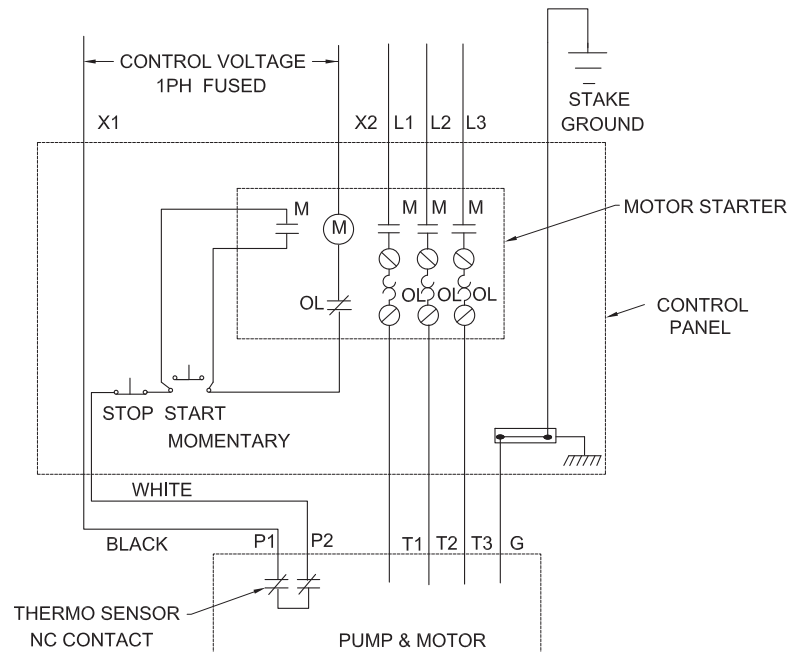 CONTROL VOLTAGE
1PH FUSED
STAKE
GROUND
X1
X2 L1 L2 L3
M
M
M M M
MOTOR STARTER
OL
OL OL OL
CONTROL
PANEL
STOP START
MOMENTARY
WHITE
BLACK
P1 P2
T1 T2 T3 G
THERMO SENSOR
NC CONTACT
PUMP & MOTOR